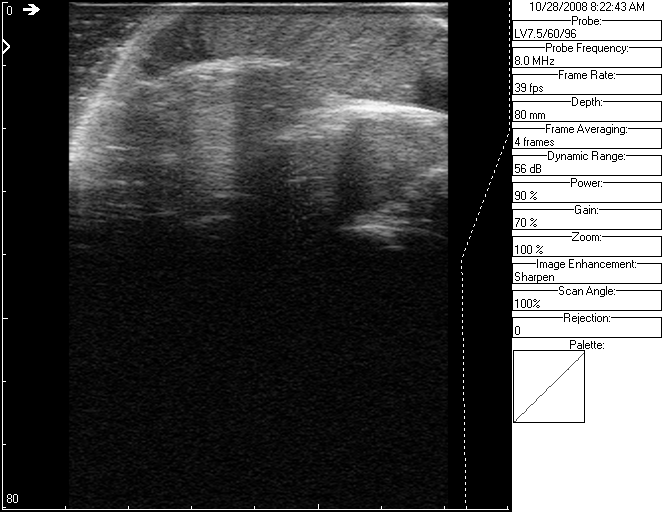 0
80
10/28/2008 8:22:43 AM
Probe:
LV7.5/60/96
Probe Frequency:
8.0 MHz
Frame Rate:
39 fps
Depth:
80 mm
Frame Averaging:
4 frames
Dynamic Range:
56 dB
Power:
90 %
Gain:
70 %
Zoom:
100 %
Image Enhancement:
Sharpen
Scan Angle:
100%
Rejection:
0
Palette: